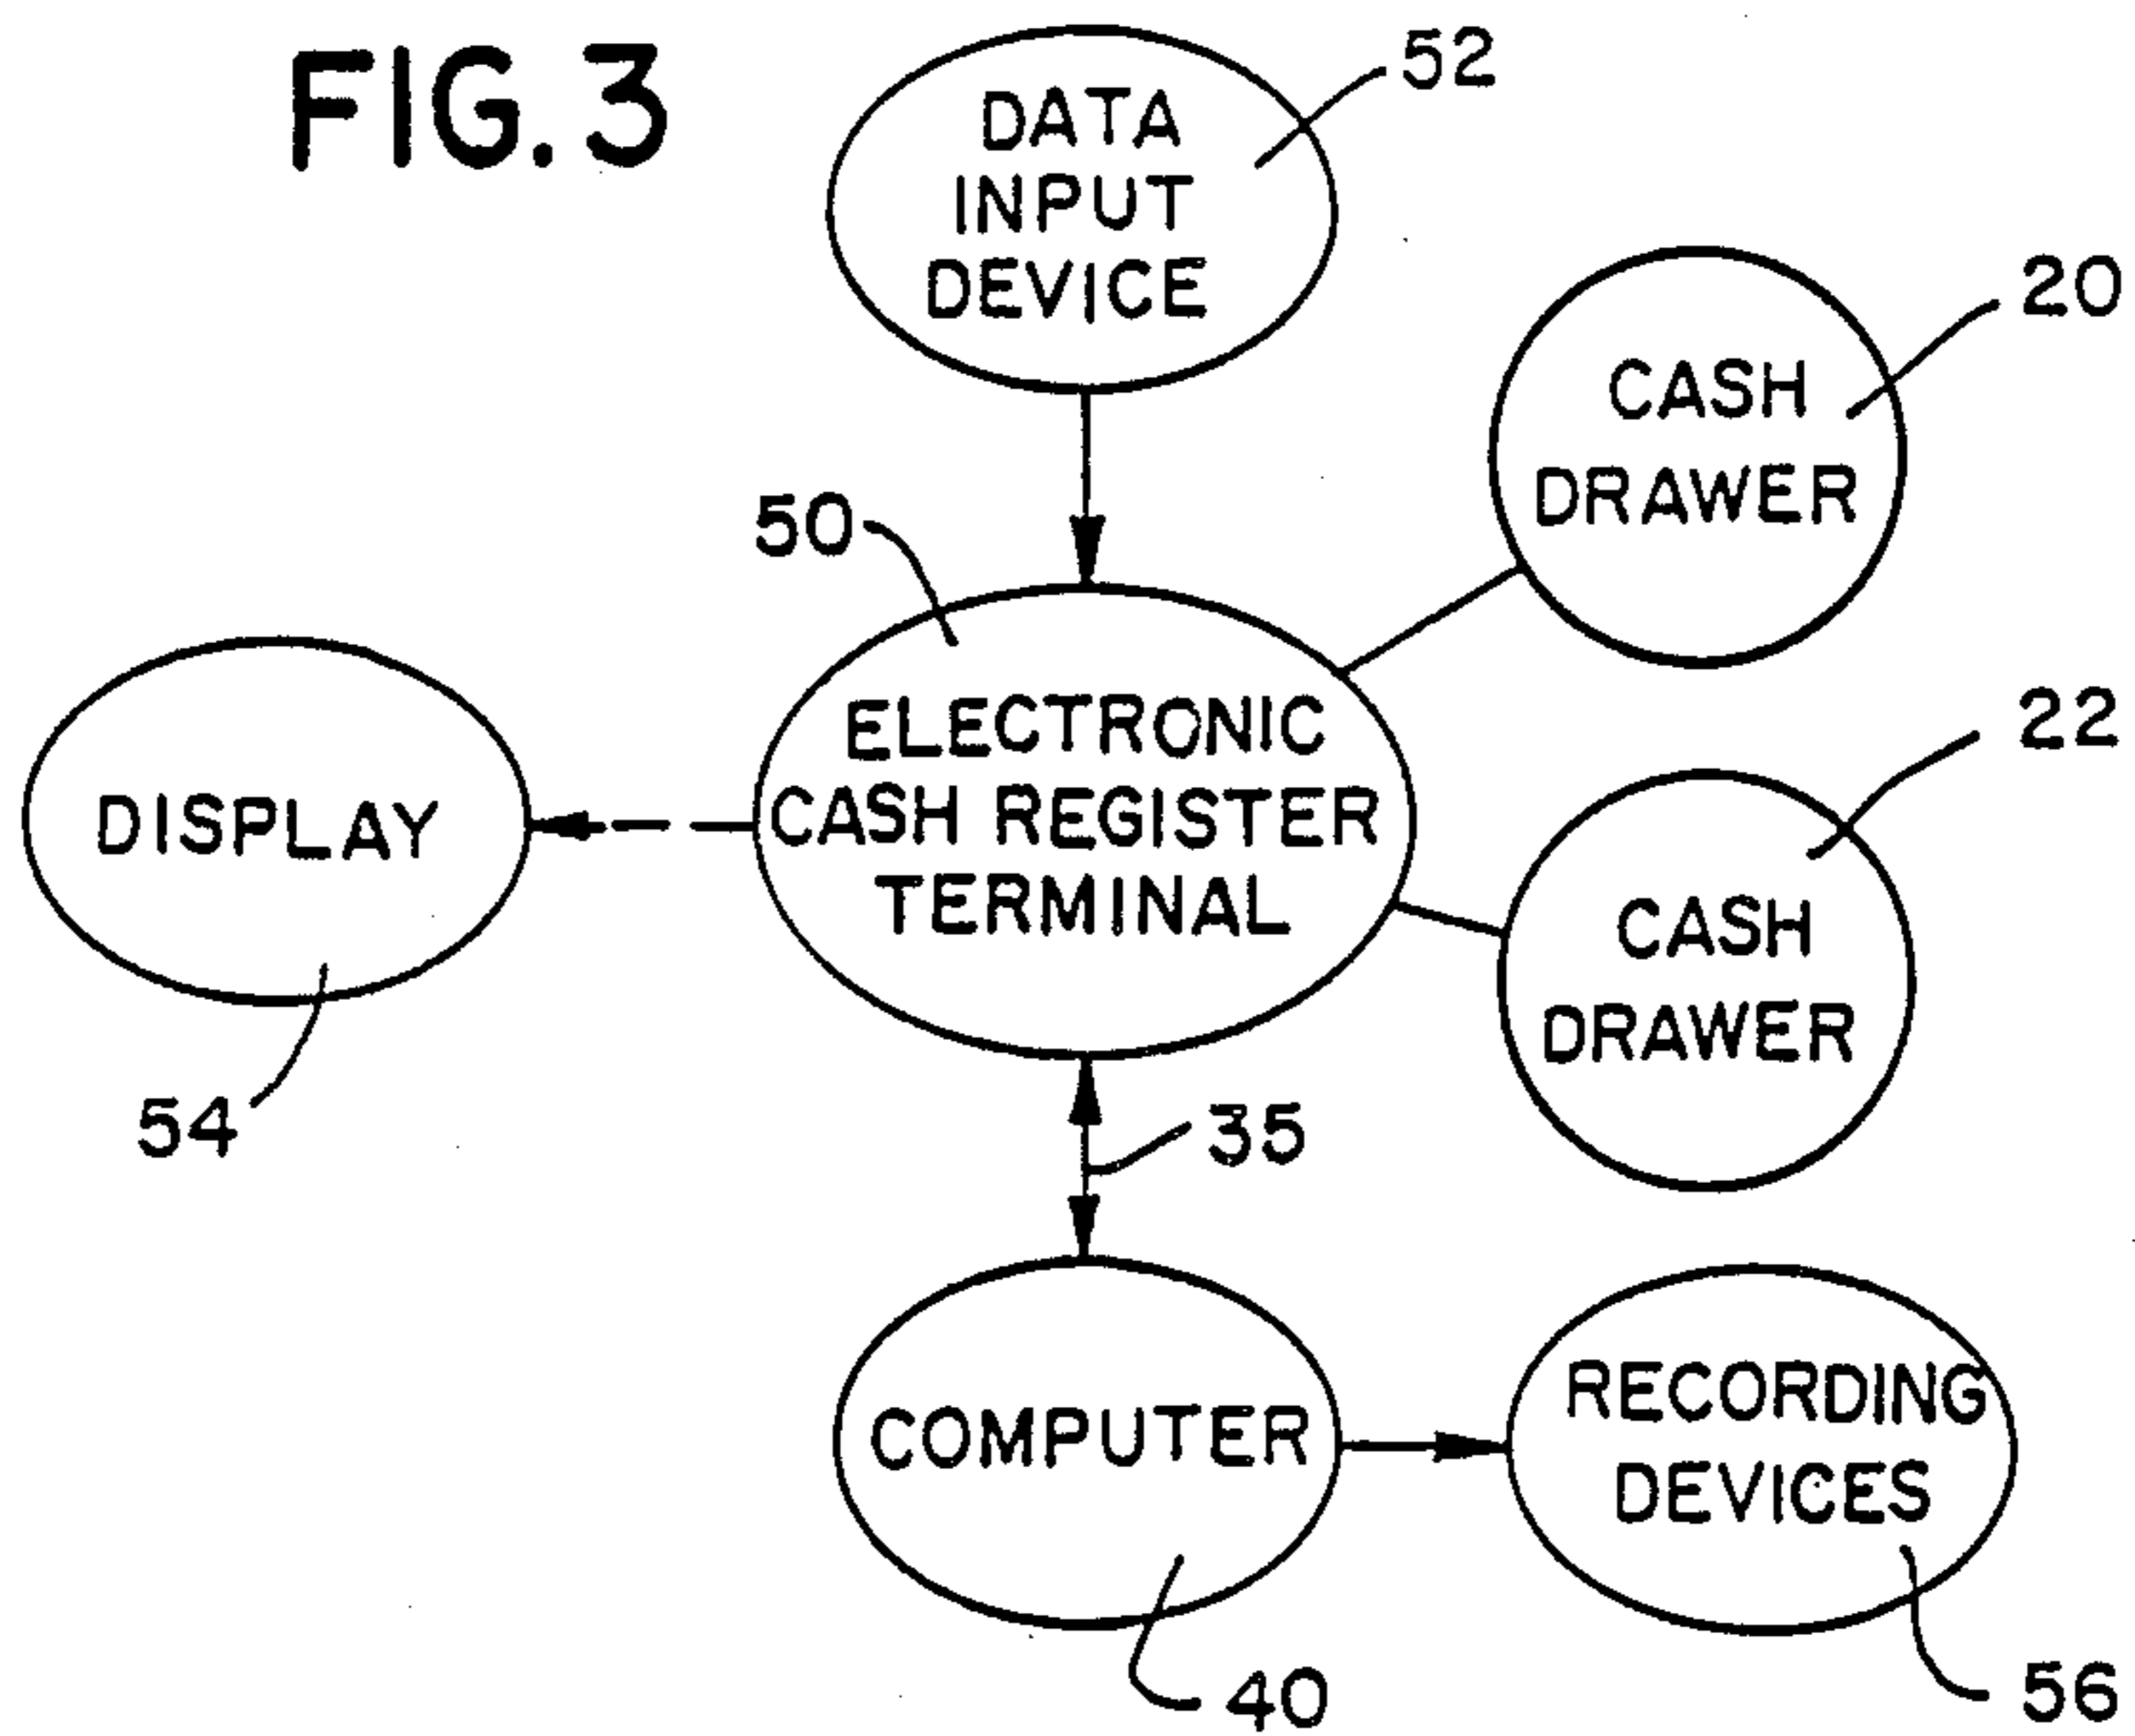 FIG.3
52
DATA
INPUT
DEVICE
20
CASH
DRAWER
50
ELECTRONIC
CASH REGISTER
TERMINAL
22
CASH
DRAWER
DISPLAY
54
35
COMPUTER
40
RECORDING
DEVICES
56